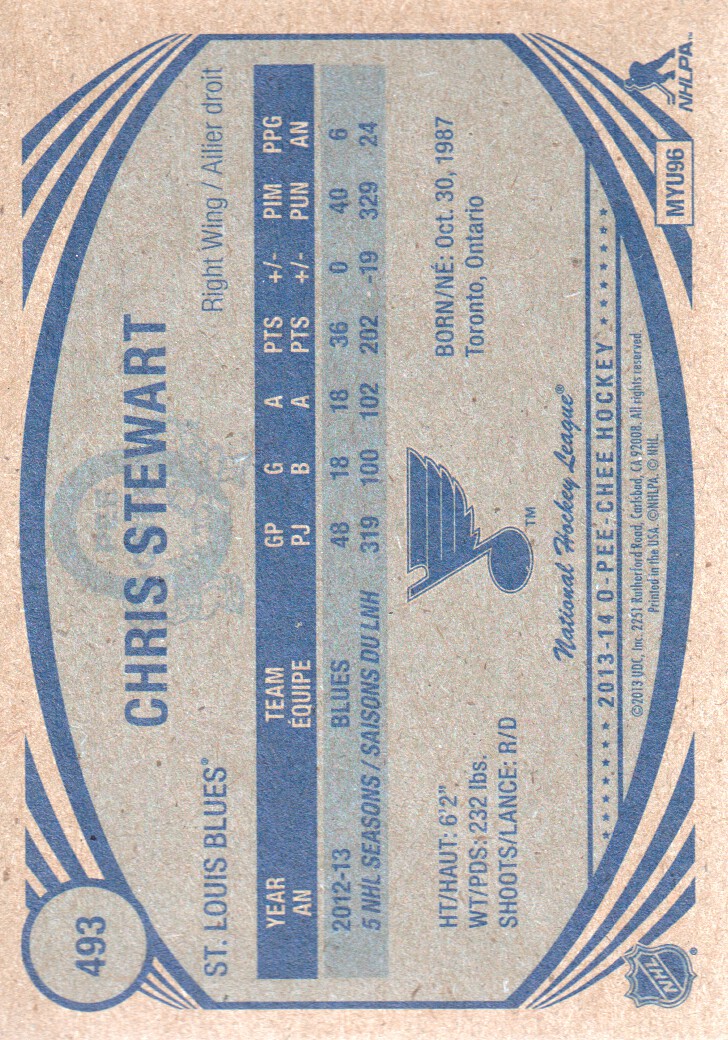 493
CHRIS STEWART
ST. LOUIS BLUES® Right Wing / Ailier droit
YEAR TEAM GP G A PTS +/- PIM PPG
AN ÉQUIPE PJ B A PTS +/- PUN AN
2012-13 BLUES 48 18 18 36 0 40 6
5 NHL SEASONS / SAISONS DU LNH 319 100 102 202 -19 329 24
HT/HAUT: 6'2"
WT/PDS: 232 lbs.
SHOOTS/LANCE: R/D
TM
BORN/NÉ: Oct. 30, 1987
Toronto, Ontario
National Hockey League®
2013-14 O-PEE-CHEE HOCKEY
©2013 UDC, Inc. 2251 Rutherford Road, Carlsbad, CA 92008. All rights reserved
Printed in the USA. ©NHLPA. © NHL.
NHL®
MYU96
NHLPA™